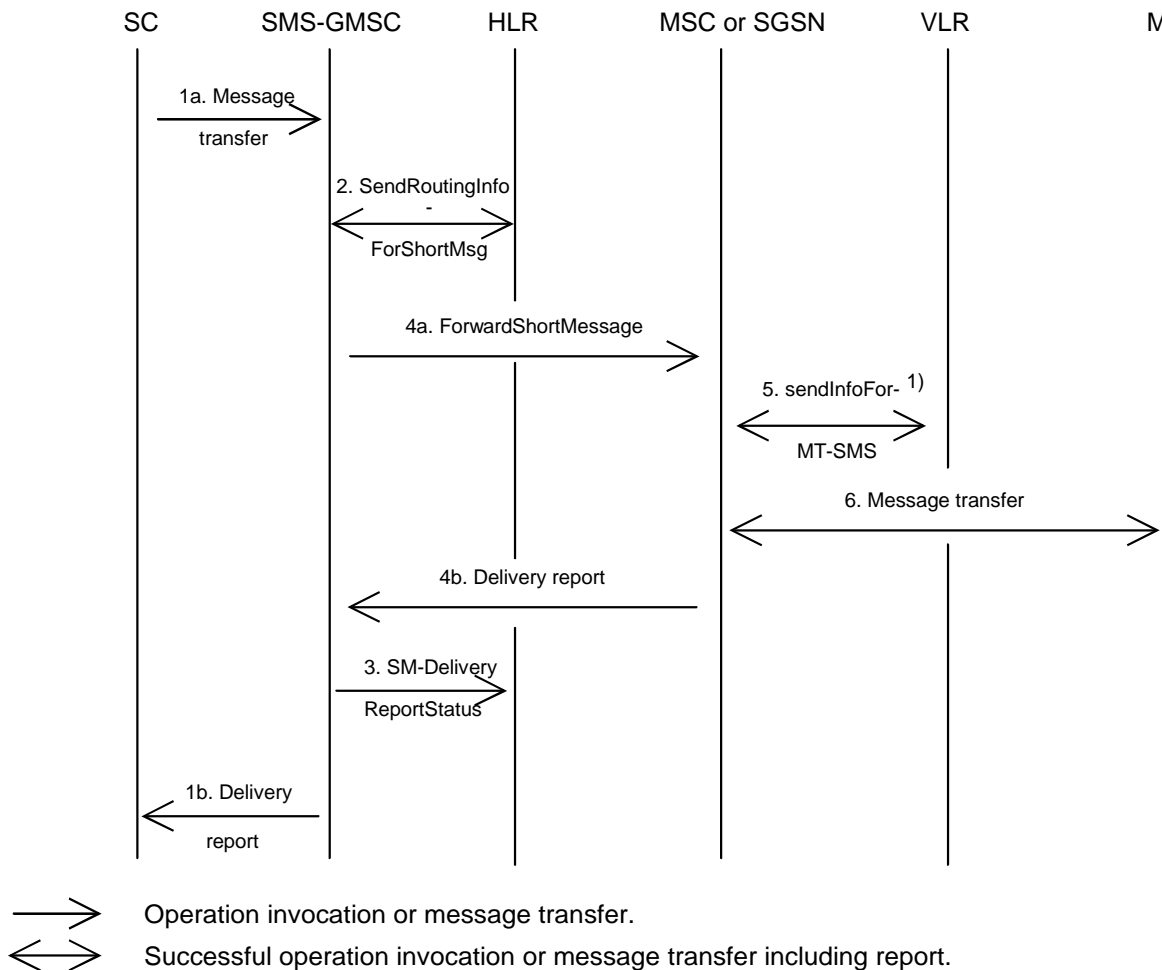 SC SMS-GMSC HLR MSC or SGSN VLR M
1a. Message
transfer
2. SendRoutingInfo
-
ForShortMsg
4a. ForwardShortMessage
5. sendInfoFor- 1)
MT-SMS
6. Message transfer
4b. Delivery report
3. SM-Delivery
ReportStatus
1b. Delivery
report
Operation invocation or message transfer.
Successful operation invocation or message transfer including report.